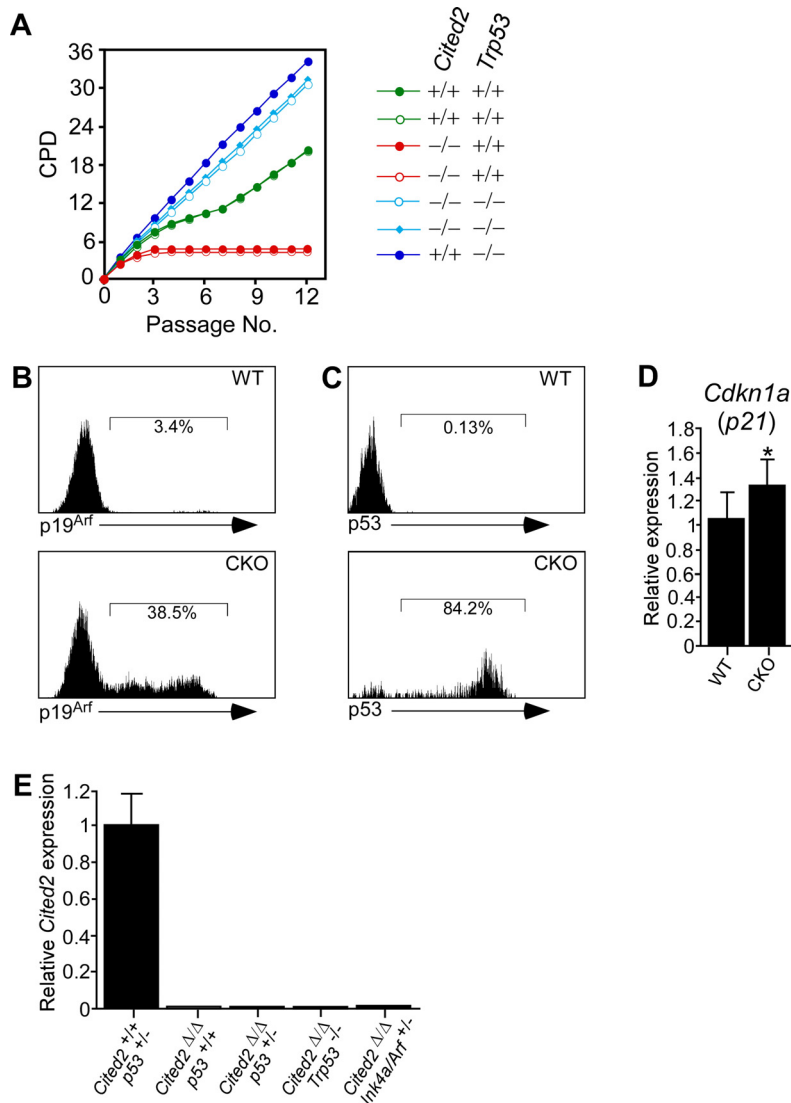 A
Cited2 Trp53
CPD
36
30
24
18
12
6
0
0 3 6 9 12
Passage No.
+/+ +/+
+/+ +/+
−/− +/+
−/− +/+
−/− −/−
−/− −/−
+/+ −/−
B
WT
3.4%
p19Arf
CKO
38.5%
p19Arf
C
WT
0.13%
p53
CKO
84.2%
p53
D
Cdkn1a
(p21)
Relative expression
1.8
1.6
1.4
1.2
1
0.8
0.6
0.4
0.2
0
*
WT CKO
E
Relative Cited2 expression
1.2
1
0.8
0.6
0.4
0.2
0
Cited2 +/+
p53 +/-
Cited2 Δ/Δ
p53 +/+
Cited2 Δ/Δ
p53 +/-
Cited2 Δ/Δ
Trp53 -/-
Cited2 Δ/Δ
Ink4a/Arf +/-